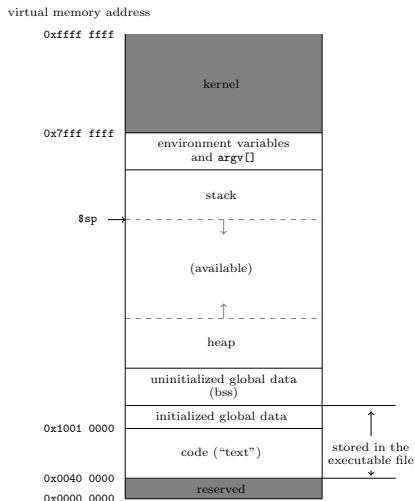 virtual memory address
0xffff ffff
kernel
0x7fff ffff
environment variables
and argv[]
stack
$sp
(available)
heap
uninitialized global data
(bss)
initialized global data
0x1001 0000
stored in the
executable file
code (“text”)
0x0040 0000
reserved
0x0000 0000